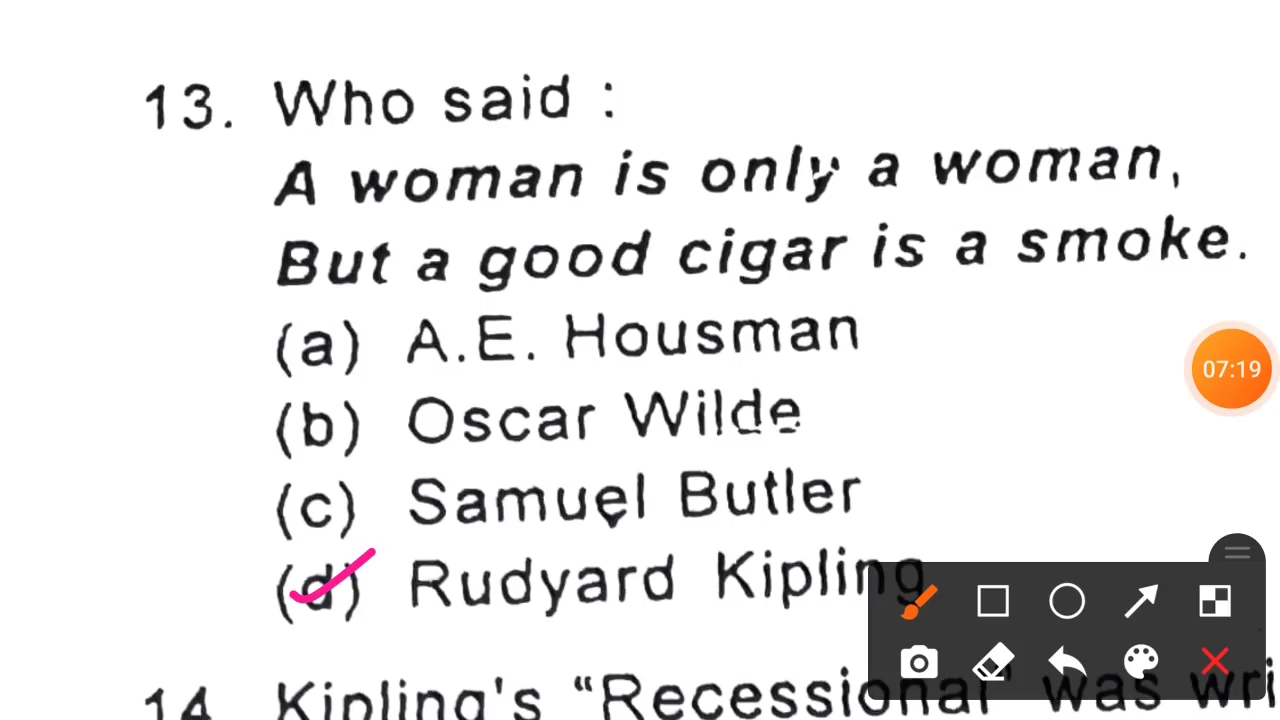 13. Who said :
A woman is only a woman,
But a good cigar is a smoke.
(a) A.E. Housman
(b) Oscar Wilde
(c) Samuel Butler
(d) Rudyard Kipling
07:19
14. Kipling's “Recessional” was